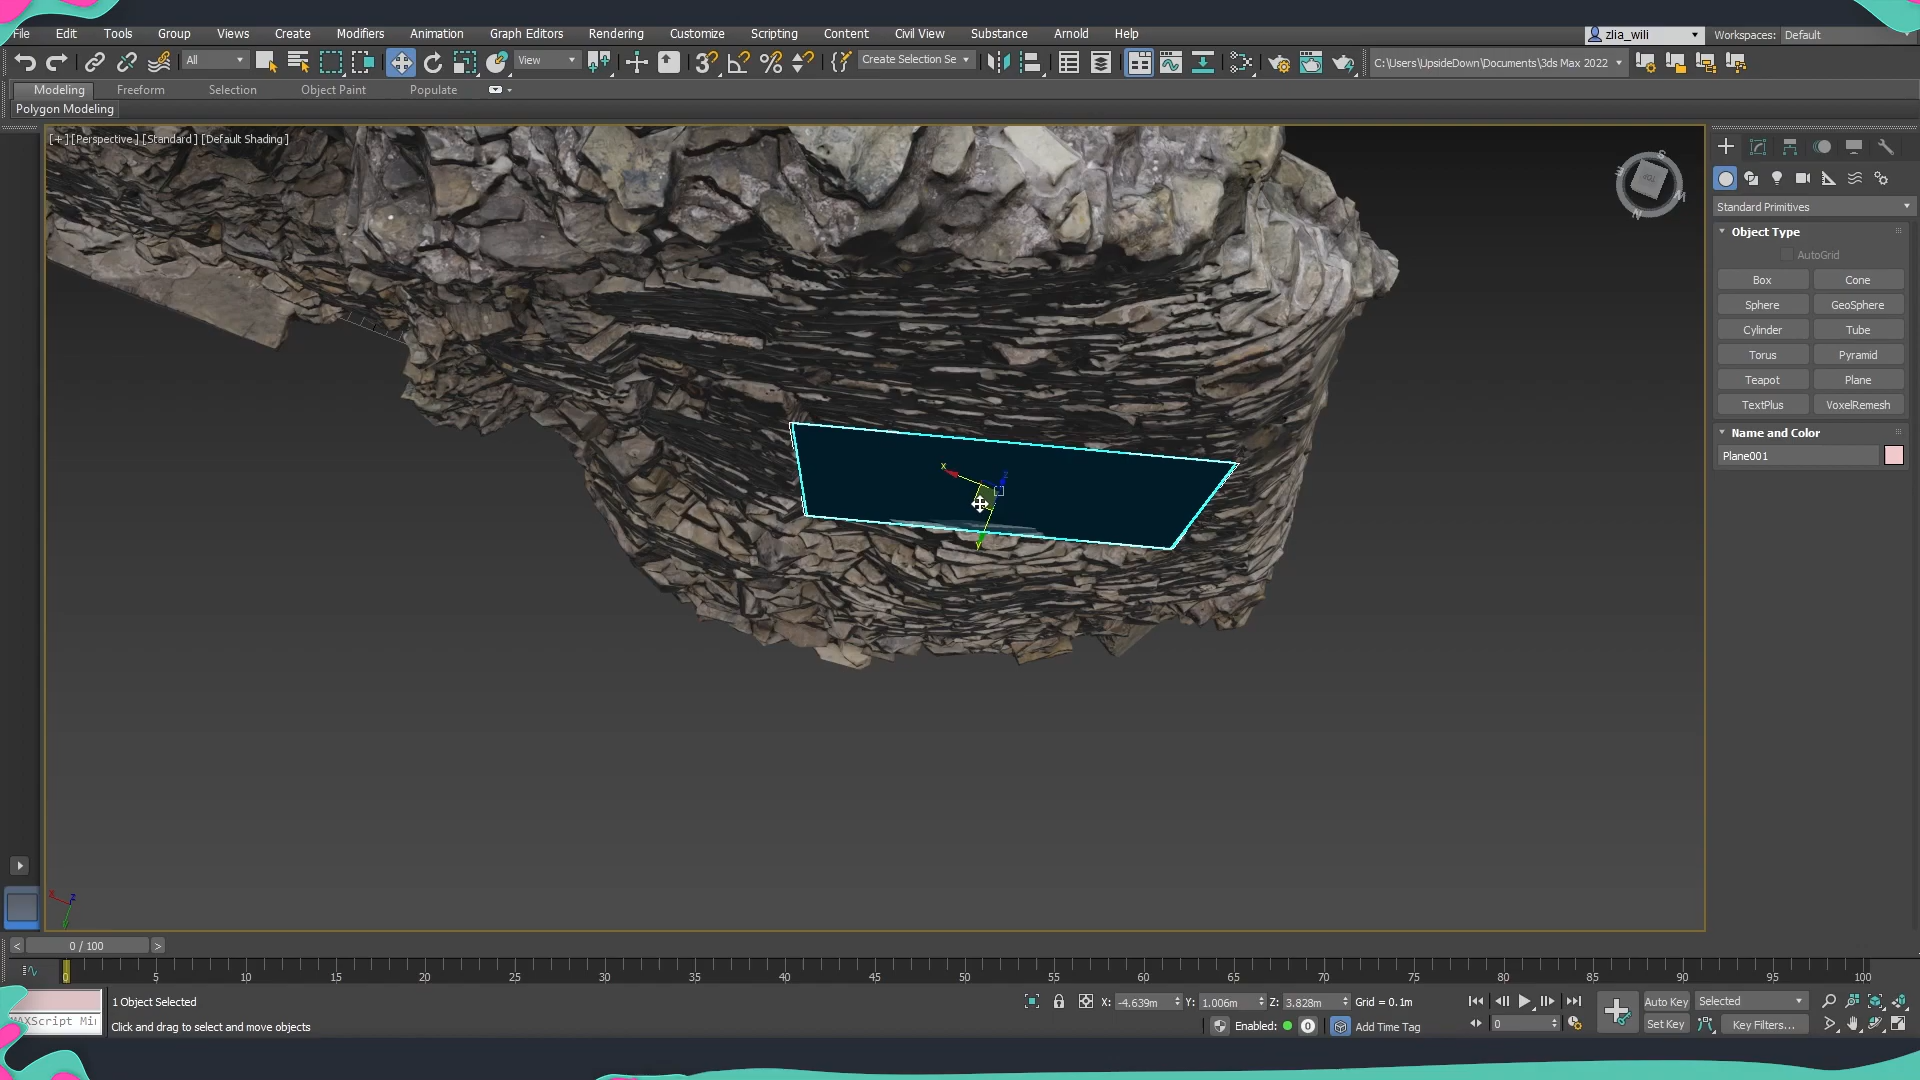 File Edit Tools Group Views Create Modifiers Animation Graph Editors Rendering Customize Scripting Content Civil View Substance Arnold Help
zlia_wili Workspaces: Default
All View Create Selection Se C:\Users\UpsideDown\Documents\3ds Max 2022
Modeling Freeform Selection Object Paint Populate
Polygon Modeling
[+] [Perspective] [Standard] [Default Shading]
Standard Primitives
Object Type
AutoGrid
Box Cone
Sphere GeoSphere
Cylinder Tube
Torus Pyramid
Teapot Plane
TextPlus VoxelRemesh
Name and Color
Plane001
x
y
x z
0 / 100
0 5 10 15 20 25 30 35 40 45 50 55 60 65 70 75 80 85 90 95 100
1 Object Selected X: -4.639m Y: 1.006m Z: 3.828m Grid = 0.1m Auto Key Selected
MAXScript Mi
Click and drag to select and move objects Enabled: 0 Add Time Tag 0 Set Key Key Filters...